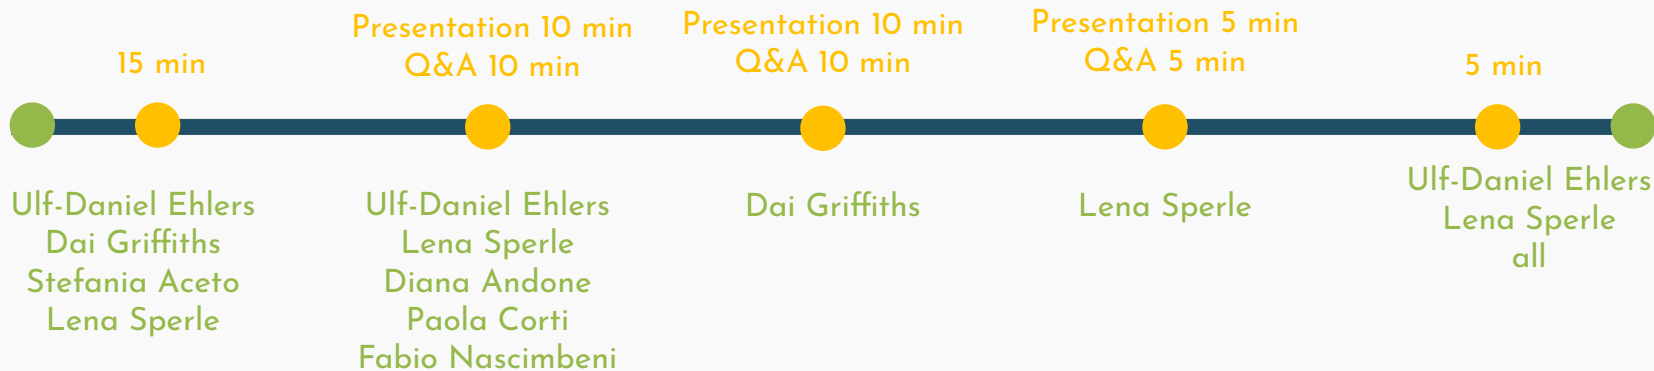 15 min
Presentation 10 min
Q&A 10 min
Presentation 10 min
Q&A 10 min
Presentation 5 min
Q&A 5 min
5 min
Ulf-Daniel Ehlers
Dai Griffiths
Stefania Aceto
Lena Sperle
Ulf-Daniel Ehlers
Lena Sperle
Diana Andone
Paola Corti
Fabio Nascimbeni
Dai Griffiths
Lena Sperle
Ulf-Daniel Ehlers
Lena Sperle
all